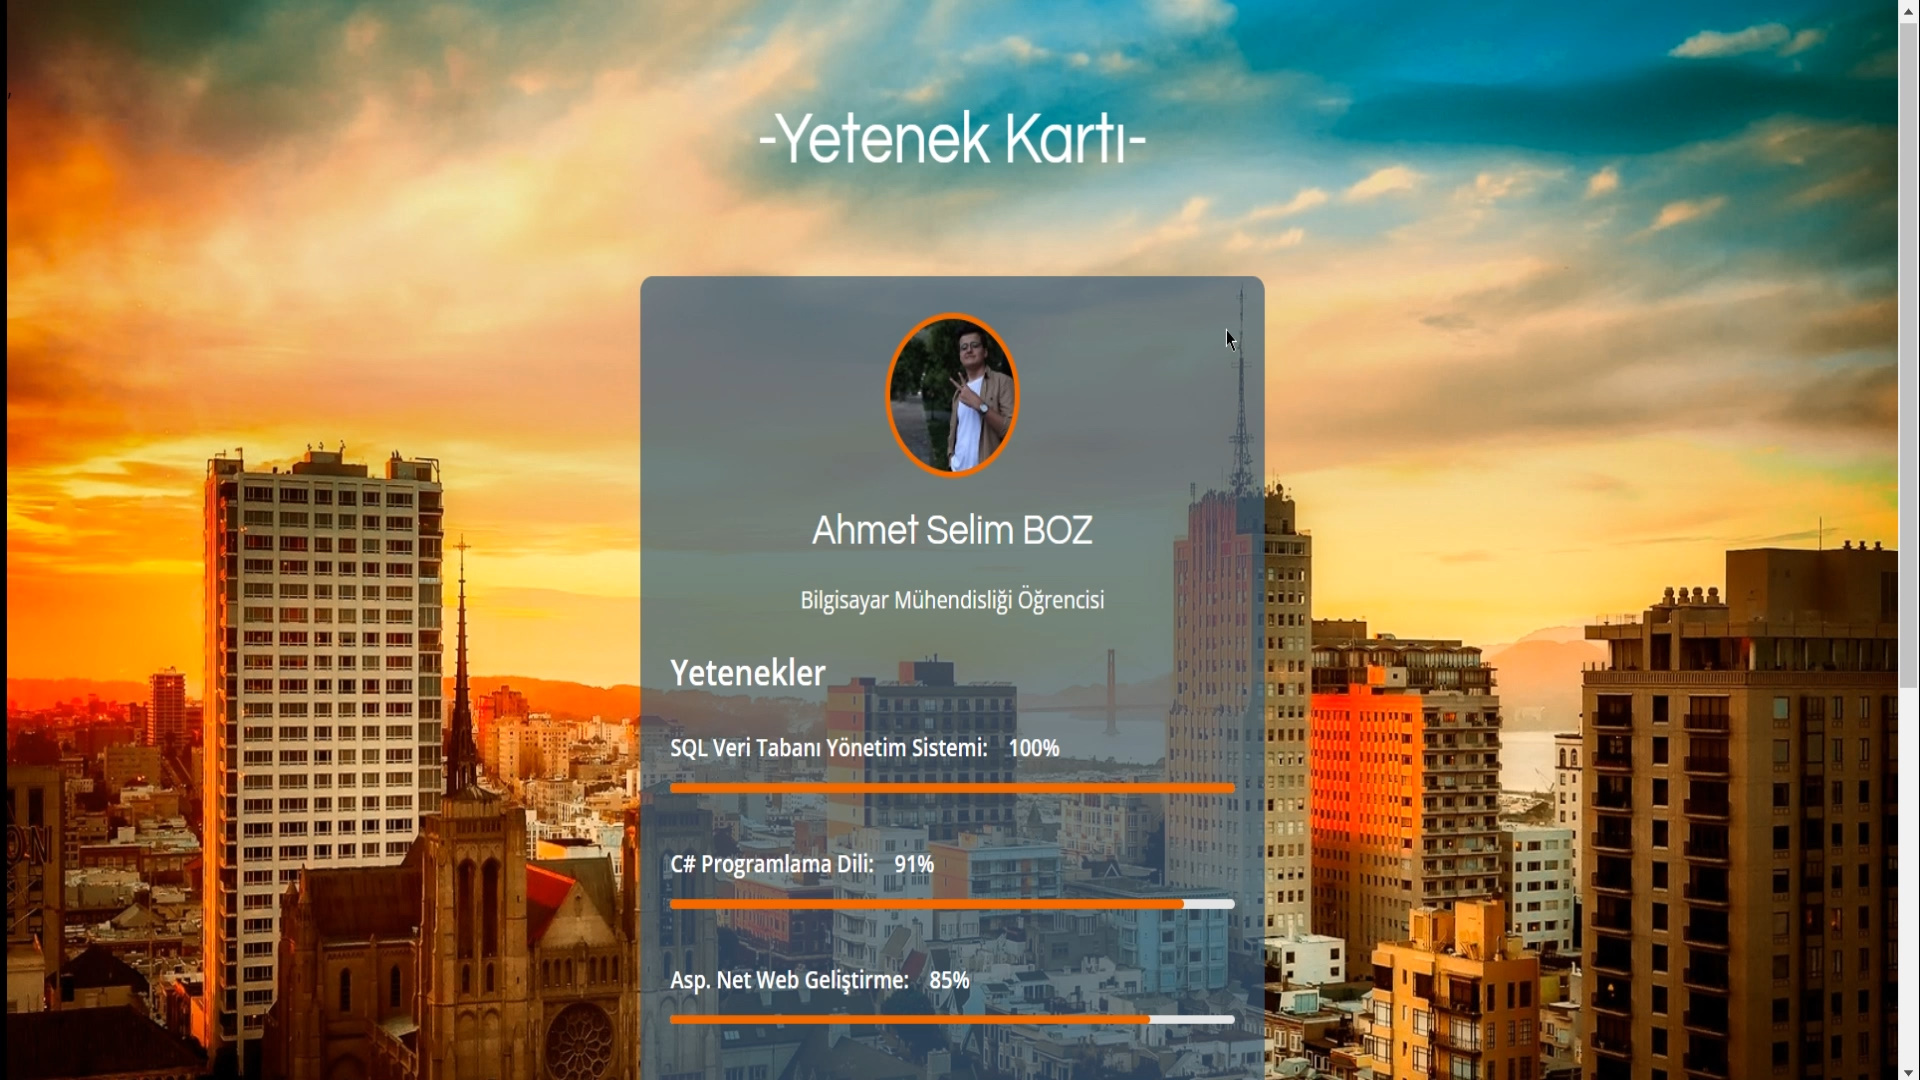 -Yetenek Kartı-
Ahmet Selim BOZ
Bilgisayar Mühendisliği Öğrencisi
Yetenekler
SQL Veri Tabanı Yönetim Sistemi: 100%
C# Programlama Dili: 91%
Asp. Net Web Geliştirme: 85%